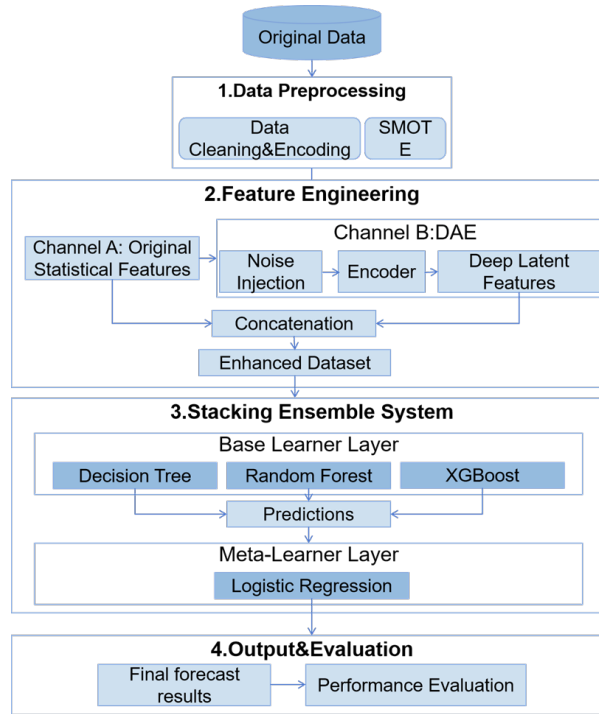 Original Data
1.Data Preprocessing
Data
Cleaning&Encoding
SMOT
E
2.Feature Engineering
Channel A: Original
Statistical Features
Channel B:DAE
Noise
Injection
Encoder
Deep Latent
Features
Concatenation
Enhanced Dataset
3.Stacking Ensemble System
Base Learner Layer
Decision Tree
Random Forest
XGBoost
Predictions
Meta-Learner Layer
Logistic Regression
4.Output&Evaluation
Final forecast
results
Performance Evaluation